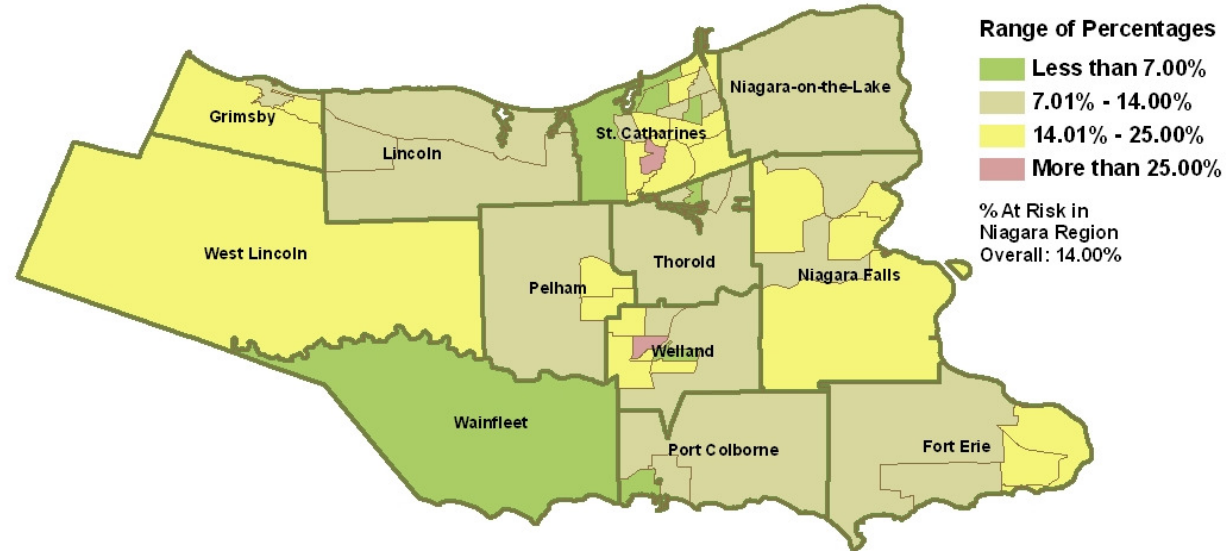 Range of Percentages
Less than 7.00%
7.01% - 14.00%
14.01% - 25.00%
More than 25.00%
% At Risk in
Niagara Region
Overall: 14.00%
Niagara-on-the-Lake
Grimsby
St. Catharines
Lincoln
West Lincoln
Thorold
Niagara Falls
Pelham
Welland
Wainfleet
Port Colborne
Fort Erie